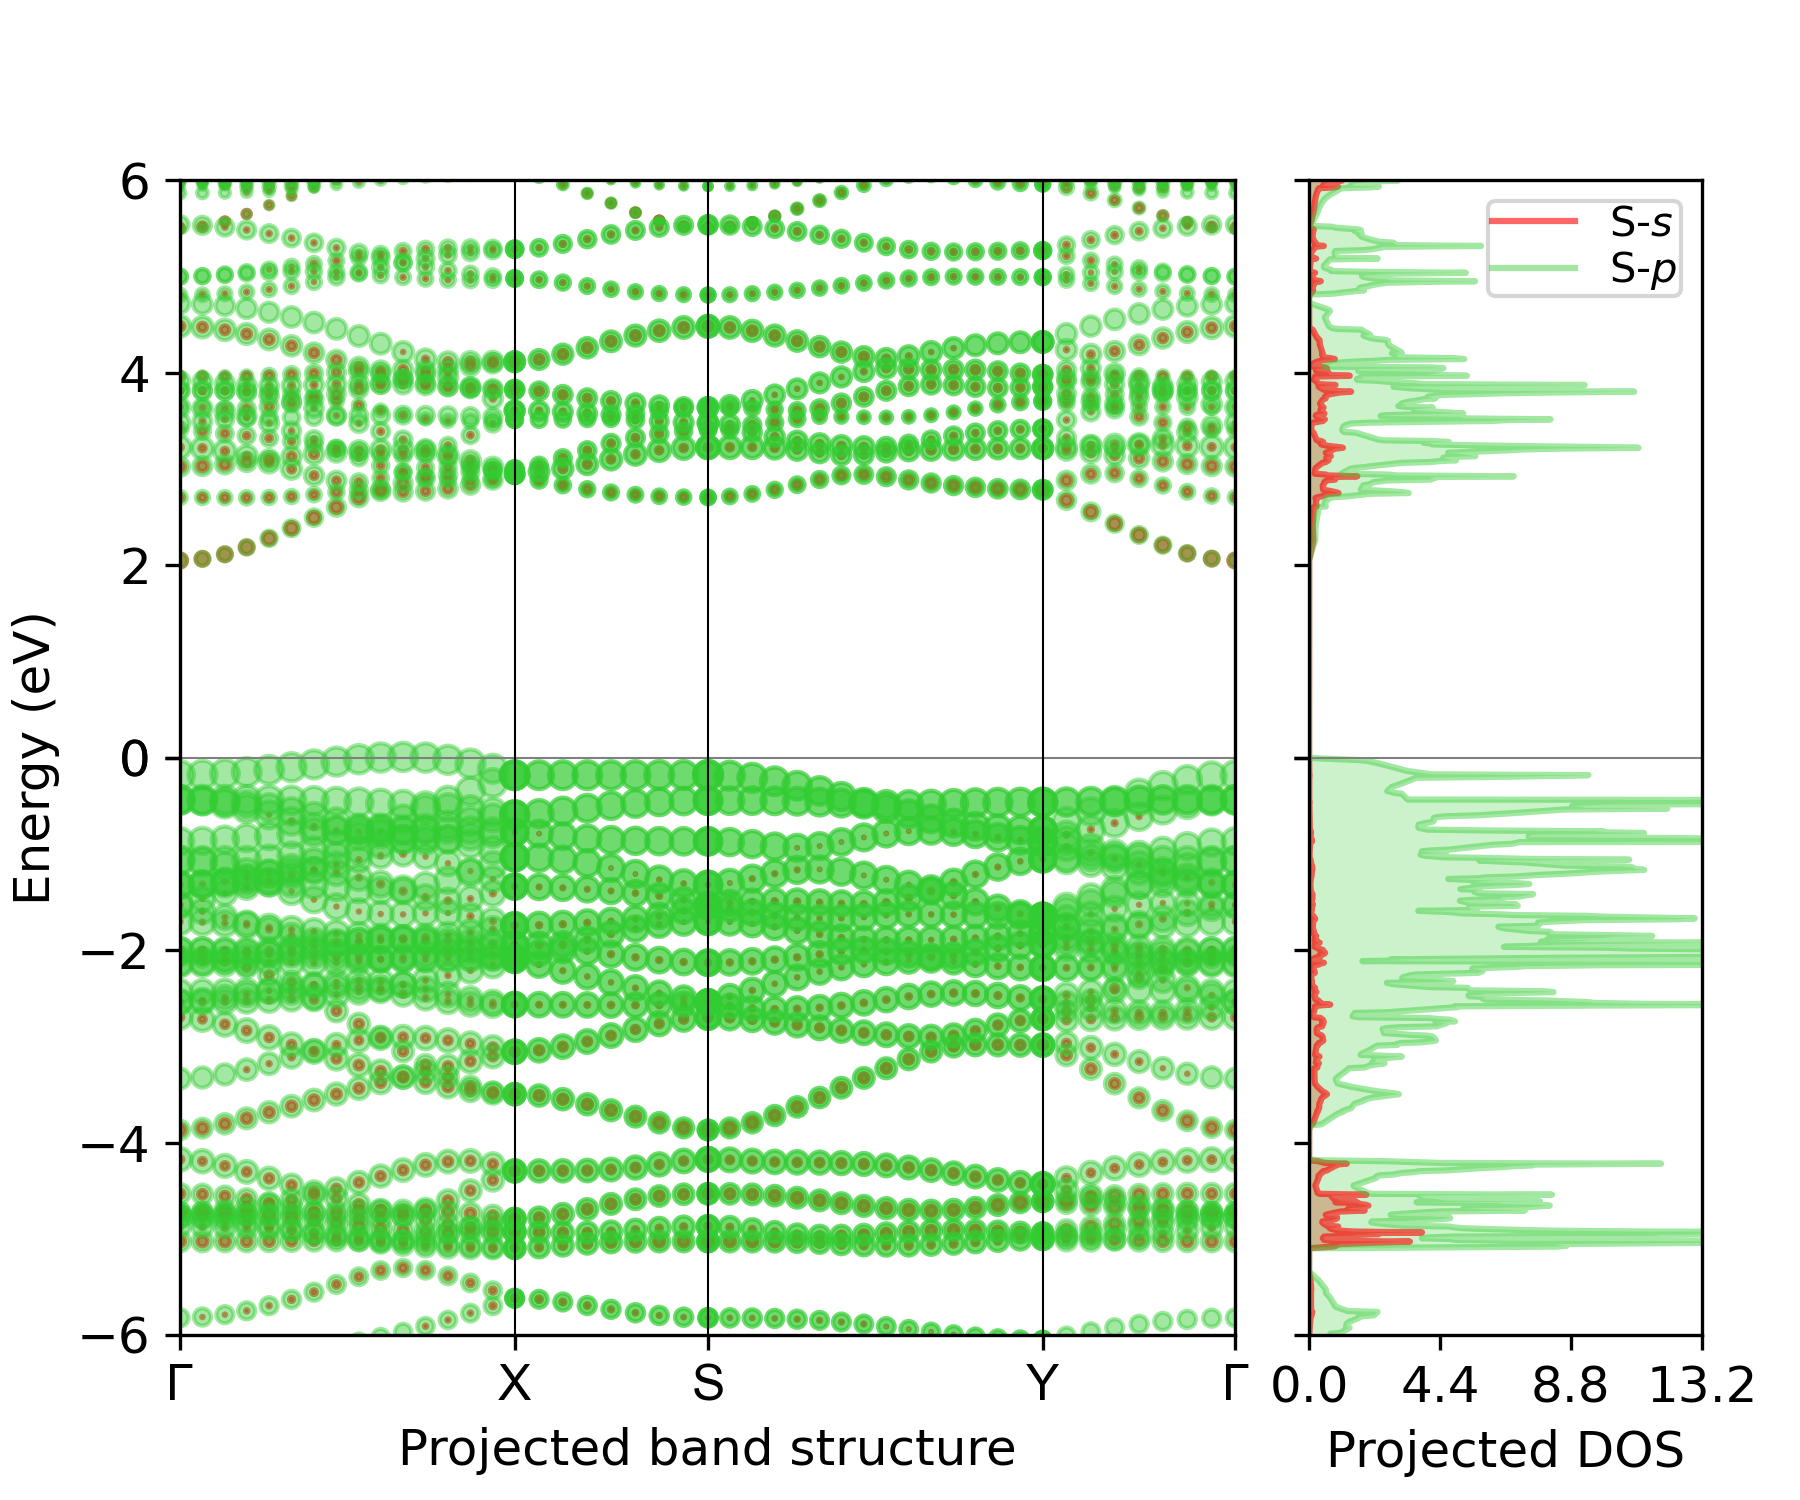 6
4
2
0
−2
−4
−6
Energy (eV)
Γ X S Y Γ
Projected band structure
S-s
S-p
0.0 4.4 8.8 13.2
Projected DOS